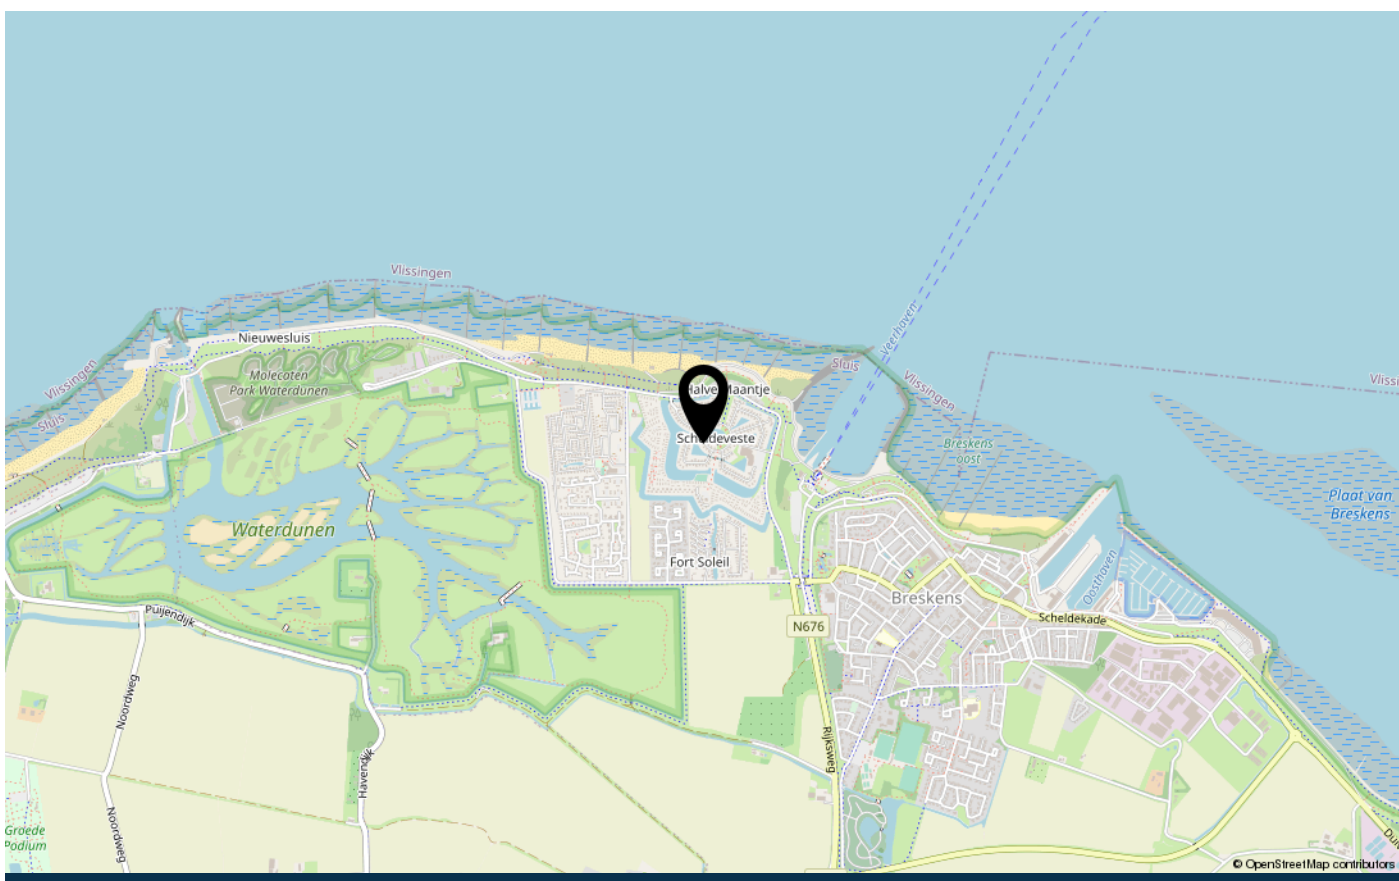 Vlissingen
Veerhaven
Nieuwesluis
Vlissingen
Sluis
Molecaten
Park Waterdunen
Sluis
Vlissingen
Vlissi
Halve Maantje
Scheldeveste
Breskens
oost
Plaat van
Breskens
Waterdunen
Fort Soleil
Oosthaven
Breskens
Puijendijk
N676
Scheldekade
Noordweg
Rijksweg
Havendijk
Noordweg
Groede
Podium
© OpenStreetMap contributors